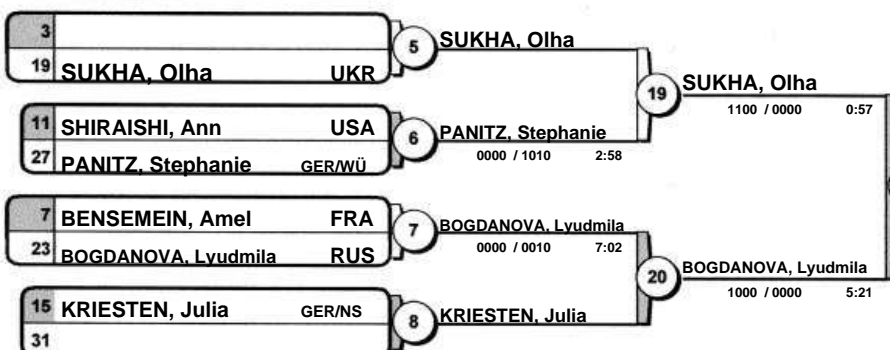 3
19 SUKHA, Olha UKR
5 SUKHA, Olha
11 SHIRAISHI, Ann USA
27 PANITZ, Stephanie GER/WÜ
6 PANITZ, Stephanie
0000 / 1010 2:58
19 SUKHA, Olha
1100 / 0000 0:57
7 BENSEMEIN, Amel FRA
23 BOGDANOVA, Lyudmila RUS
7 BOGDANOVA, Lyudmila
0000 / 0010 7:02
15 KRIESTEN, Julia GER/NS
31
8 KRIESTEN, Julia
20 BOGDANOVA, Lyudmila
1000 / 0000 5:21